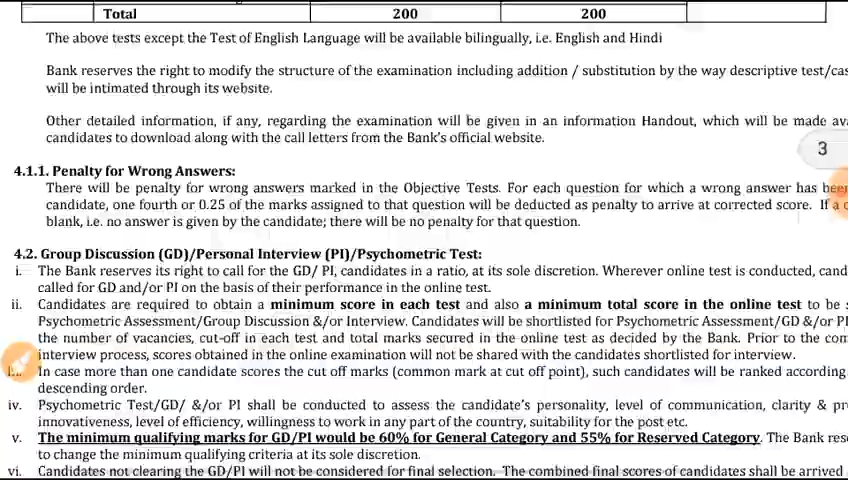 Total 200 200
The above tests except the Test of English Language will be available bilingually, i.e. English and Hindi
Bank reserves the right to modify the structure of the examination including addition / substitution by the way descriptive test/cas
will be intimated through its website.
Other detailed information, if any, regarding the examination will be given in an information Handout, which will be made av
candidates to download along with the call letters from the Bank's official website.
3
4.1.1. Penalty for Wrong Answers:
There will be penalty for wrong answers marked in the Objective Tests. For each question for which a wrong answer has been
candidate, one fourth or 0.25 of the marks assigned to that question will be deducted as penalty to arrive at corrected score. If a
blank, i.e. no answer is given by the candidate; there will be no penalty for that question.
4.2. Group Discussion (GD)/Personal Interview (PI)/Psychometric Test:
i. The Bank reserves its right to call for the GD/ PI, candidates in a ratio, at its sole discretion. Wherever online test is conducted, cand
called for GD and/or PI on the basis of their performance in the online test.
ii. Candidates are required to obtain a minimum score in each test and also a minimum total score in the online test to be
Psychometric Assessment/Group Discussion &/or Interview. Candidates will be shortlisted for Psychometric Assessment/GD &/or PI
the number of vacancies, cut-off in each test and total marks secured in the online test as decided by the Bank. Prior to the com
interview process, scores obtained in the online examination will not be shared with the candidates shortlisted for interview.
In case more than one candidate scores the cut off marks (common mark at cut off point), such candidates will be ranked according
descending order.
iv. Psychometric Test/GD/ &/or PI shall be conducted to assess the candidate's personality, level of communication, clarity & pr
innovativeness, level of efficiency, willingness to work in any part of the country, suitability for the post etc.
v. The minimum qualifying marks for GD/PI would be 60% for General Category and 55% for Reserved Category. The Bank res
to change the minimum qualifying criteria at its sole discretion.
vi. Candidates not clearing the GD/PI will not be considered for final selection. The combined final scores of candidates shall be arrived